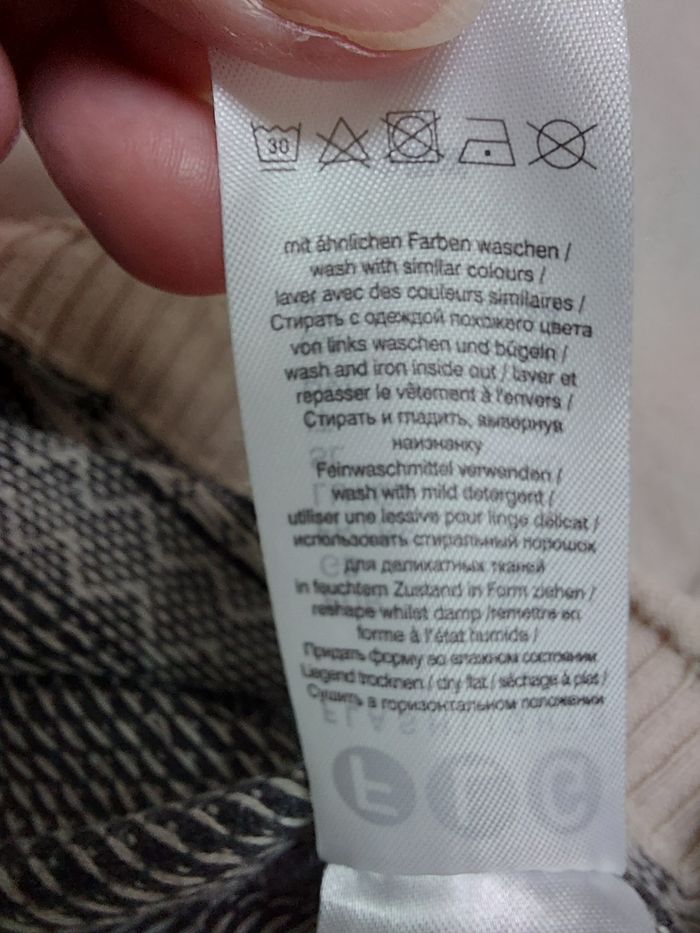 30
mit ähnlichen Farben waschen /
wash with similar colours /
laver avec des couleurs similaires /
Стирать с одеждой похожего цвета
von links waschen und bügeln /
wash and iron inside out / laver et
repasser le vêtement à l'envers /
Стирать и гладить, вывернув
наизнанку
Feinwaschmittel verwenden /
wash with mild detergent /
utiliser une lessive pour linge délicat /
использовать стиральный порошок
для деликатных тканей
in feuchtem Zustand in Form ziehen /
reshape whilst damp /remettre en
forme à l'état humide /
Придать форму во влажном состоянии
Liegend trocknen / dry flat / séchage à plat /
Сушить в горизонтальном положении